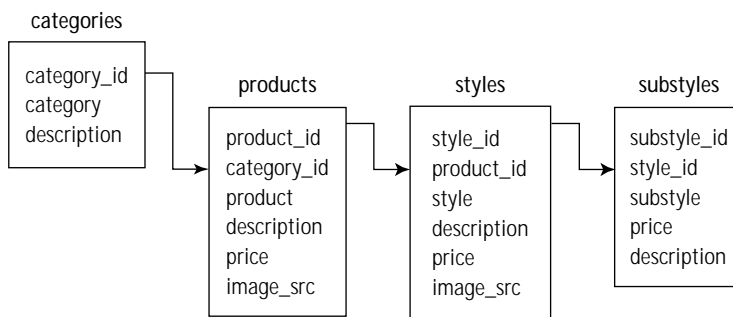 categories
category_id
category
description
products
product_id
category_id
product
description
price
image_src
styles
style_id
product_id
style
description
price
image_src
substyles
substyle_id
style_id
substyle
price
description